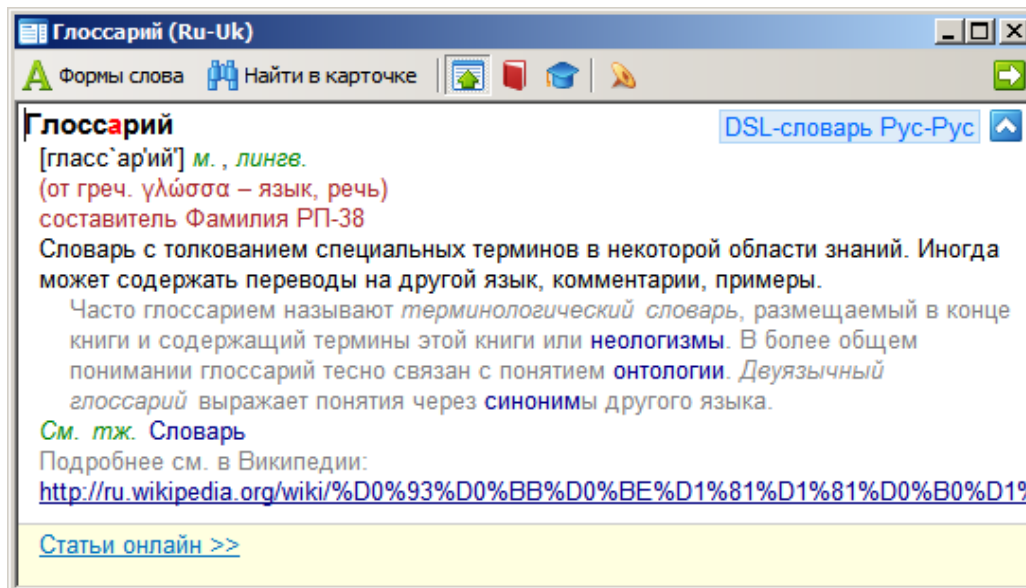 Глоссарий (Ru-Uk)
Формы слова Найти в карточке
Глоссарий DSL-словарь Рус-Рус
[гласс`ар'ий'] м. , лингв.
(от греч. γλώσσα – язык, речь)
составитель Фамилия РП-38
Словарь с толкованием специальных терминов в некоторой области знаний. Иногда
может содержать переводы на другой язык, комментарии, примеры.
Часто глоссарием называют терминологический словарь, размещаемый в конце
книги и содержащий термины этой книги или неологизмы. В более общем
понимании глоссарий тесно связан с понятием онтологии. Двуязычный
глоссарий выражает понятия через синонимы другого языка.
См. тж. Словарь
Подробнее см. в Википедии:
http://ru.wikipedia.org/wiki/%D0%93%D0%BB%D0%BE%D1%81%D1%81%D0%B0%D1%
Статьи онлайн >>